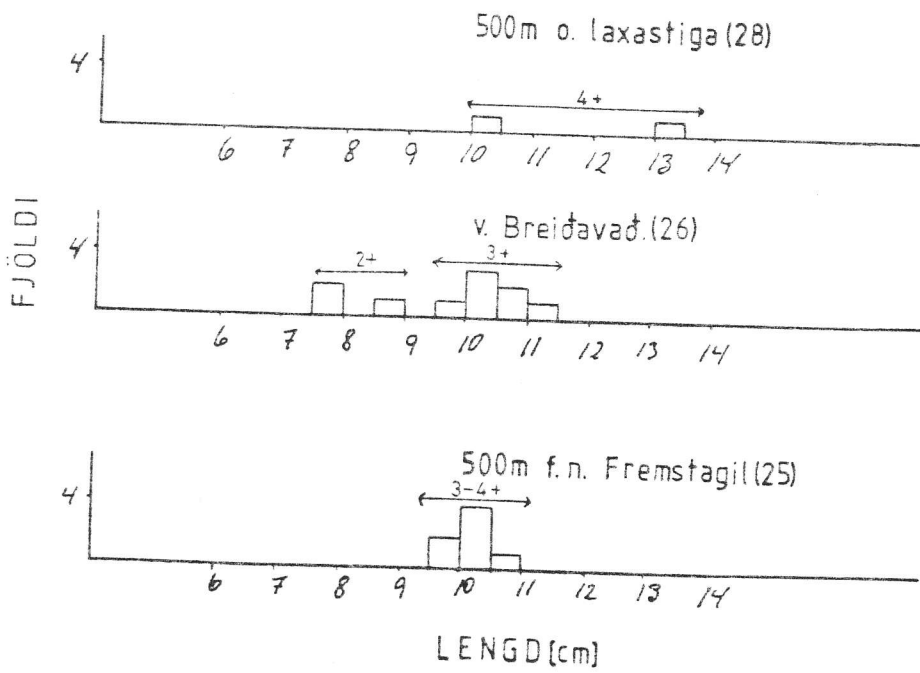 500m o. laxastiga (28)
4
4+
6 7 8 9 10 11 12 13 14
FJÖLDI
v. Breiðavað. (26)
4
2+ 3+
6 7 8 9 10 11 12 13 14
500m f.n. Fremstagil (25)
4
3-4+
6 7 8 9 10 11 12 13 14
LENGD [cm]